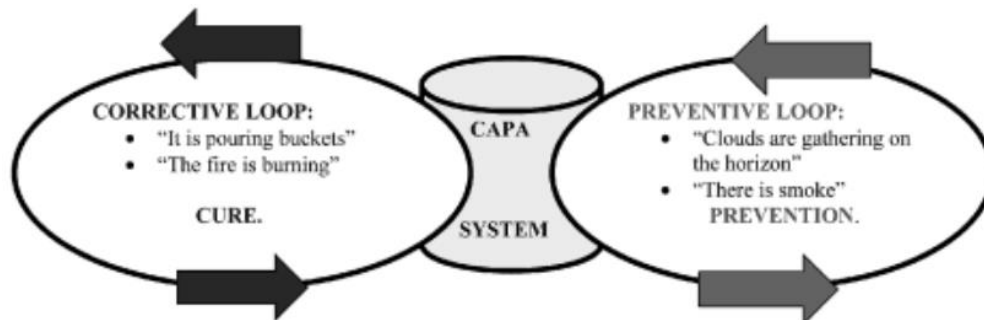 CORRECTIVE LOOP:
• “It is pouring buckets”
• “The fire is burning”
CURE.
CAPA
SYSTEM
PREVENTIVE LOOP:
• “Clouds are gathering on
the horizon”
• “There is smoke”
PREVENTION.